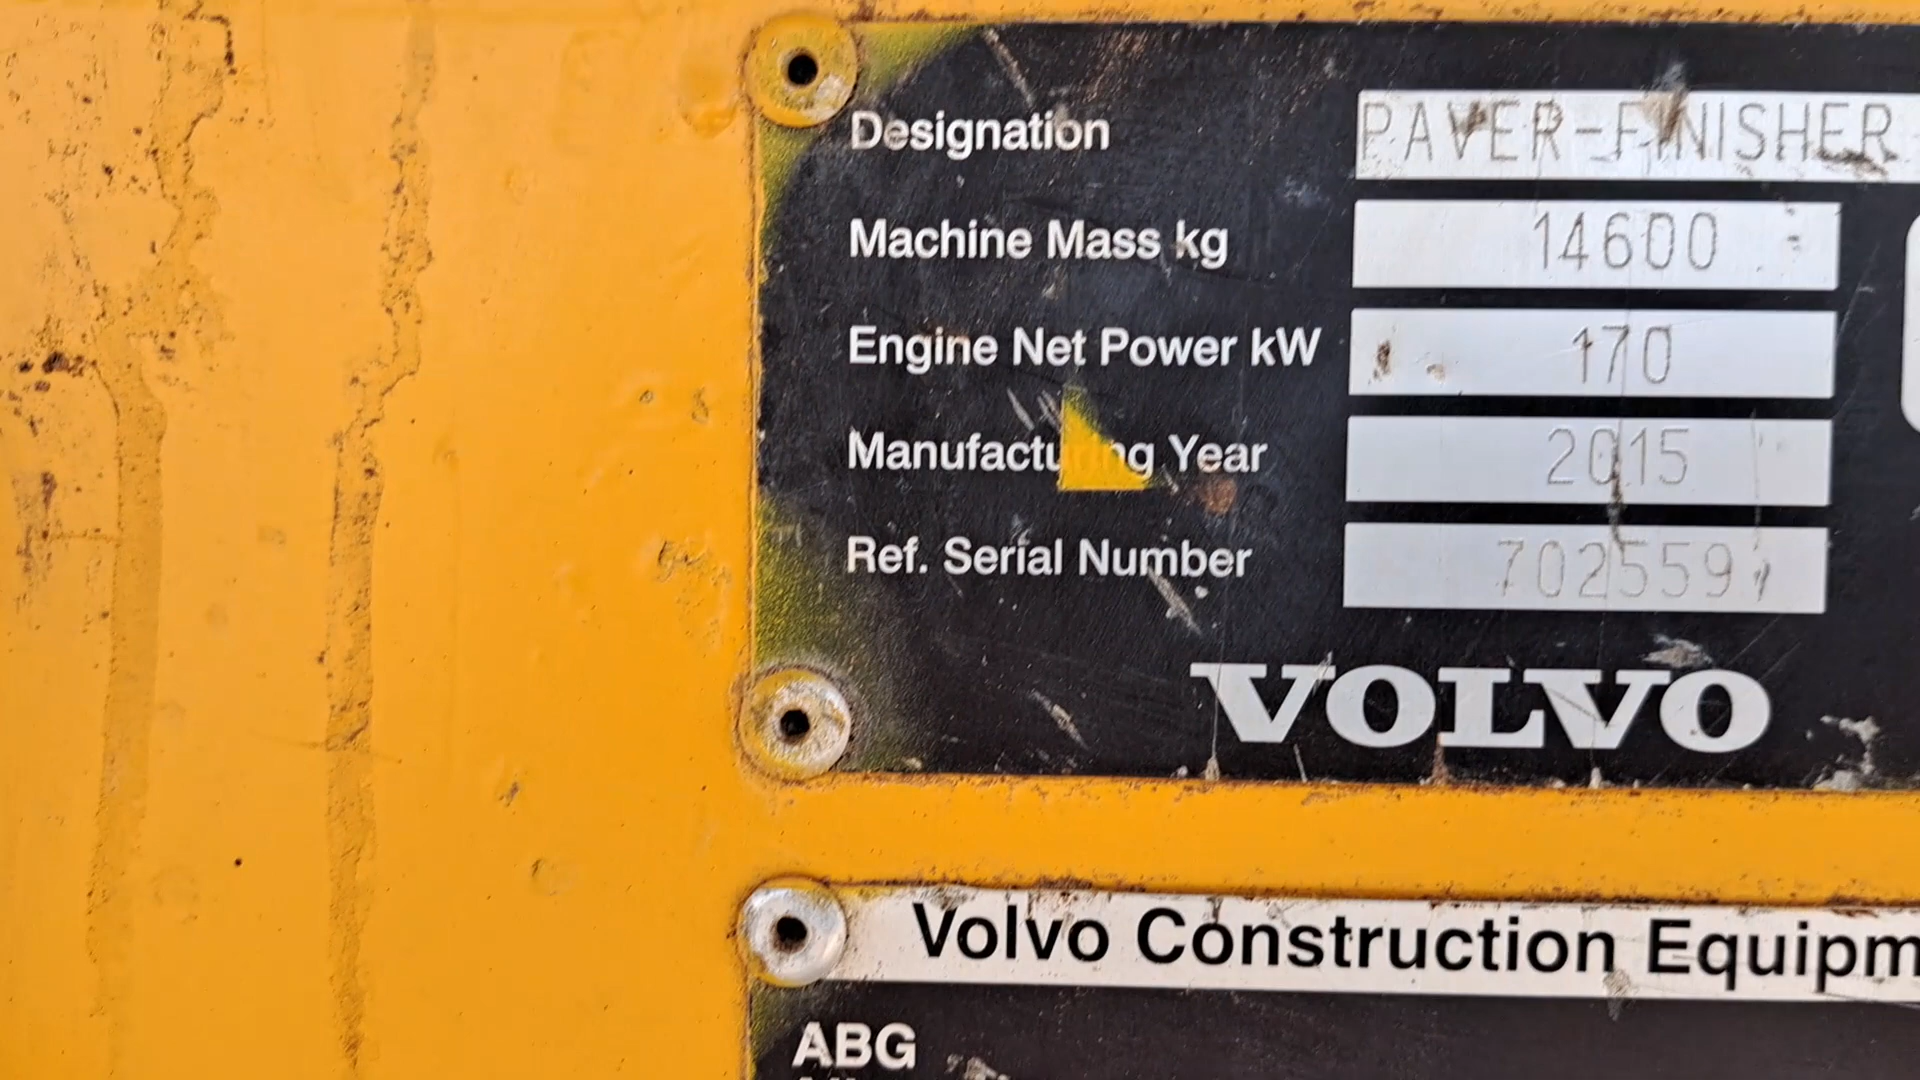 Designation PAVER-FINISHER
Machine Mass kg 14600
Engine Net Power kW 170
Manufacturing Year 2015
Ref. Serial Number 702559
VOLVO
Volvo Construction Equipm
ABG